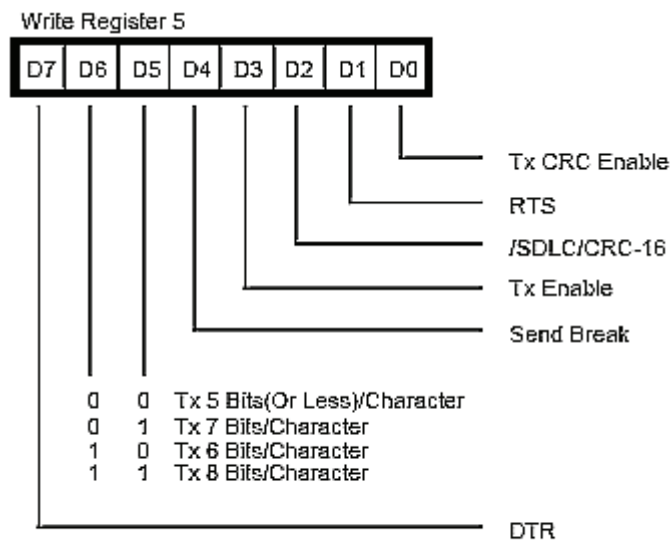 Write Register 5
D7 D6 D5 D4 D3 D2 D1 D0
Tx CRC Enable
RTS
/SDLC/CRC-16
Tx Enable
Send Break
0 0 Tx 5 Bits(Or Less)/Character
0 1 Tx 7 Bits/Character
1 0 Tx 6 Bits/Character
1 1 Tx 8 Bits/Character
DTR